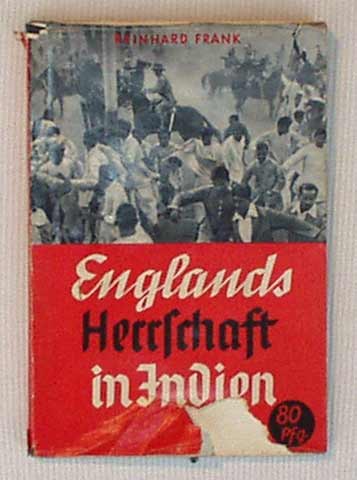 REINHARD FRANK
Englands
Herrſchaft
in Indien
80
Pfg.